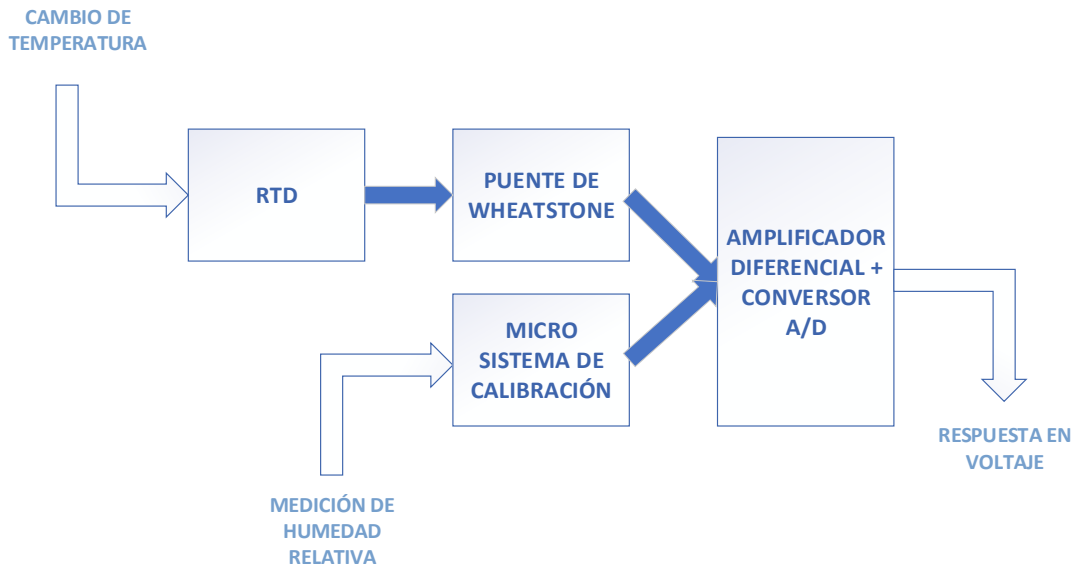 CAMBIO DE
TEMPERATURA
RTD
PUENTE DE
WHEATSTONE
AMPLIFICADOR
DIFERENCIAL +
CONVERSOR
A/D
MICRO
SISTEMA DE
CALIBRACIÓN
RESPUESTA EN
VOLTAJE
MEDICIÓN DE
HUMEDAD
RELATIVA